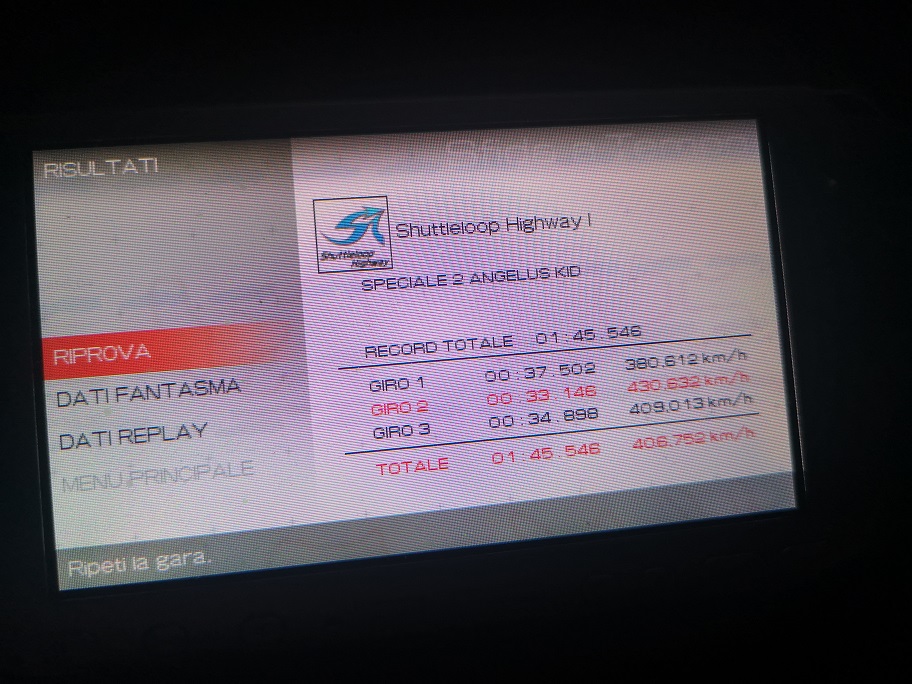 RISULTATI
Shuttleloop
Highway
Shuttleloop Highway I
SPECIALE 2 ANGELUS KID
RECORD TOTALE 01:45.546
GIRO 1 00:37.502 380.612 km/h
GIRO 2 00:33.146 430.632 km/h
GIRO 3 00:34.898 409.013 km/h
TOTALE 01:45.546 406.752 km/h
RIPROVA
DATI FANTASMA
DATI REPLAY
MENU PRINCIPALE
Ripeti la gara.